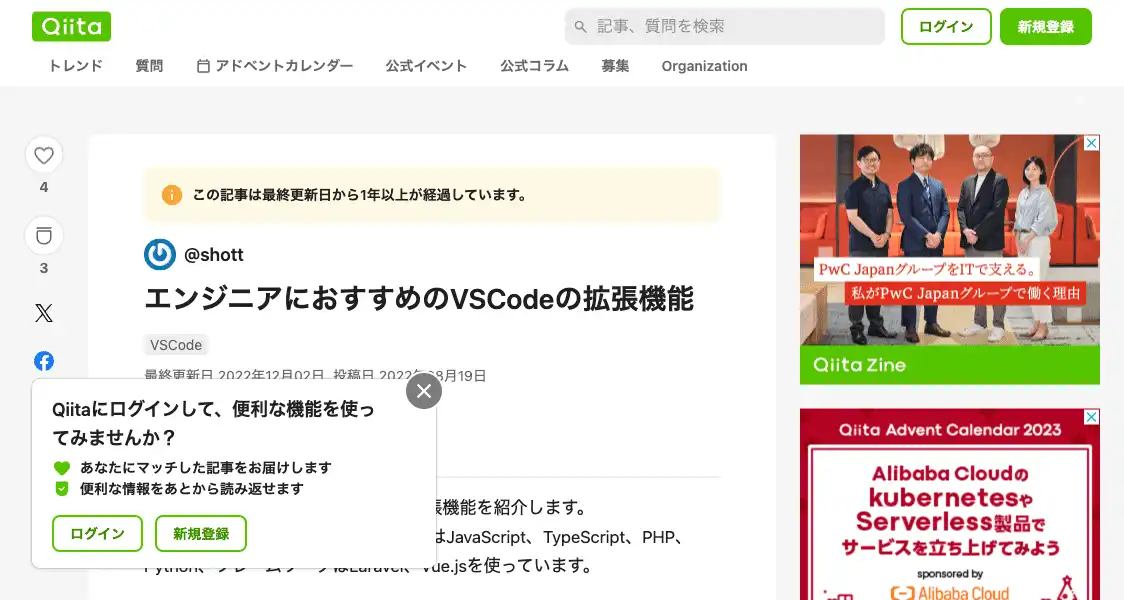 Qiita
記事、質問を検索
ログイン
新規登録
トレンド
質問
アドベントカレンダー
公式イベント
公式コラム
募集
Organization
4
3
この記事は最終更新日から1年以上が経過しています。
@shott
エンジニアにおすすめのVSCodeの拡張機能
VSCode
最終更新日 2022年12月02日 投稿日 2022年08月19日
Qiitaにログインして、便利な機能を使っ
てみませんか？
あなたにマッチした記事をお届けします
便利な情報をあとから読み返せます
ログイン
新規登録
張機能を紹介します。
はJavaScript、TypeScript、PHP、
Python、フレームワークはLaravel、Vue.jsを使っています。
PwC JapanグループをITで支える。
私がPwC Japanグループで働く理由
Qiita Zine
Qiita Advent Calendar 2023
Alibaba Cloudの
kubernetesや
Serverless製品で
サービスを立ち上げてみよう
sponsored by
Alibaba Cloud